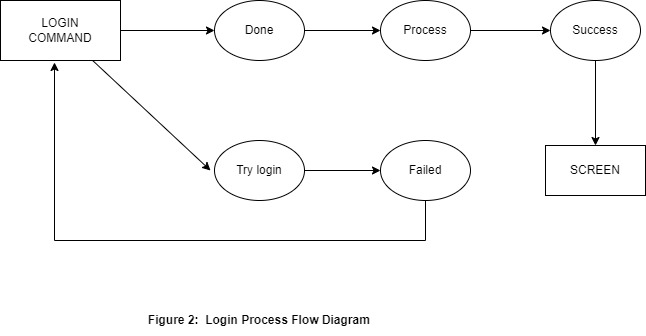 LOGIN
COMMAND
Done
Process
Success
Try login
Failed
SCREEN
Figure 2:  Login Process Flow Diagram